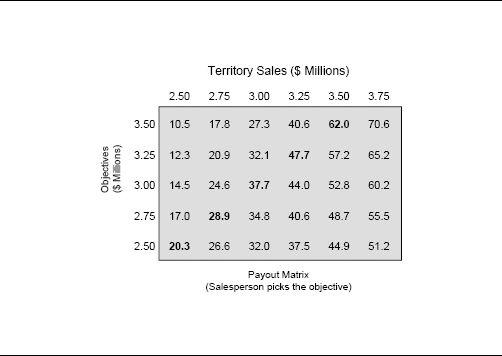 Territory Sales ($ Millions)
2.50 2.75 3.00 3.25 3.50 3.75
Objectives
($ Millions)
3.50 10.5 17.8 27.3 40.6 62.0 70.6
3.25 12.3 20.9 32.1 47.7 57.2 65.2
3.00 14.5 24.6 37.7 44.0 52.8 60.2
2.75 17.0 28.9 34.8 40.6 48.7 55.5
2.50 20.3 26.6 32.0 37.5 44.9 51.2
Payout Matrix
(Salesperson picks the objective)